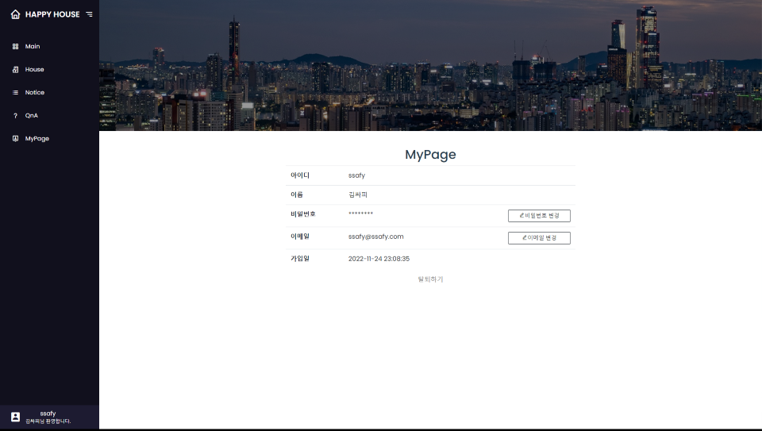 HAPPY HOUSE
Main
House
Notice
QnA
MyPage
MyPage
아이디 ssafy
이름 김싸피
비밀번호 ******** 비밀번호 변경
이메일 ssafy@ssafy.com 이메일 변경
가입일 2022-11-24 23:08:35
탈퇴하기
ssafy
김싸피님 환영합니다.